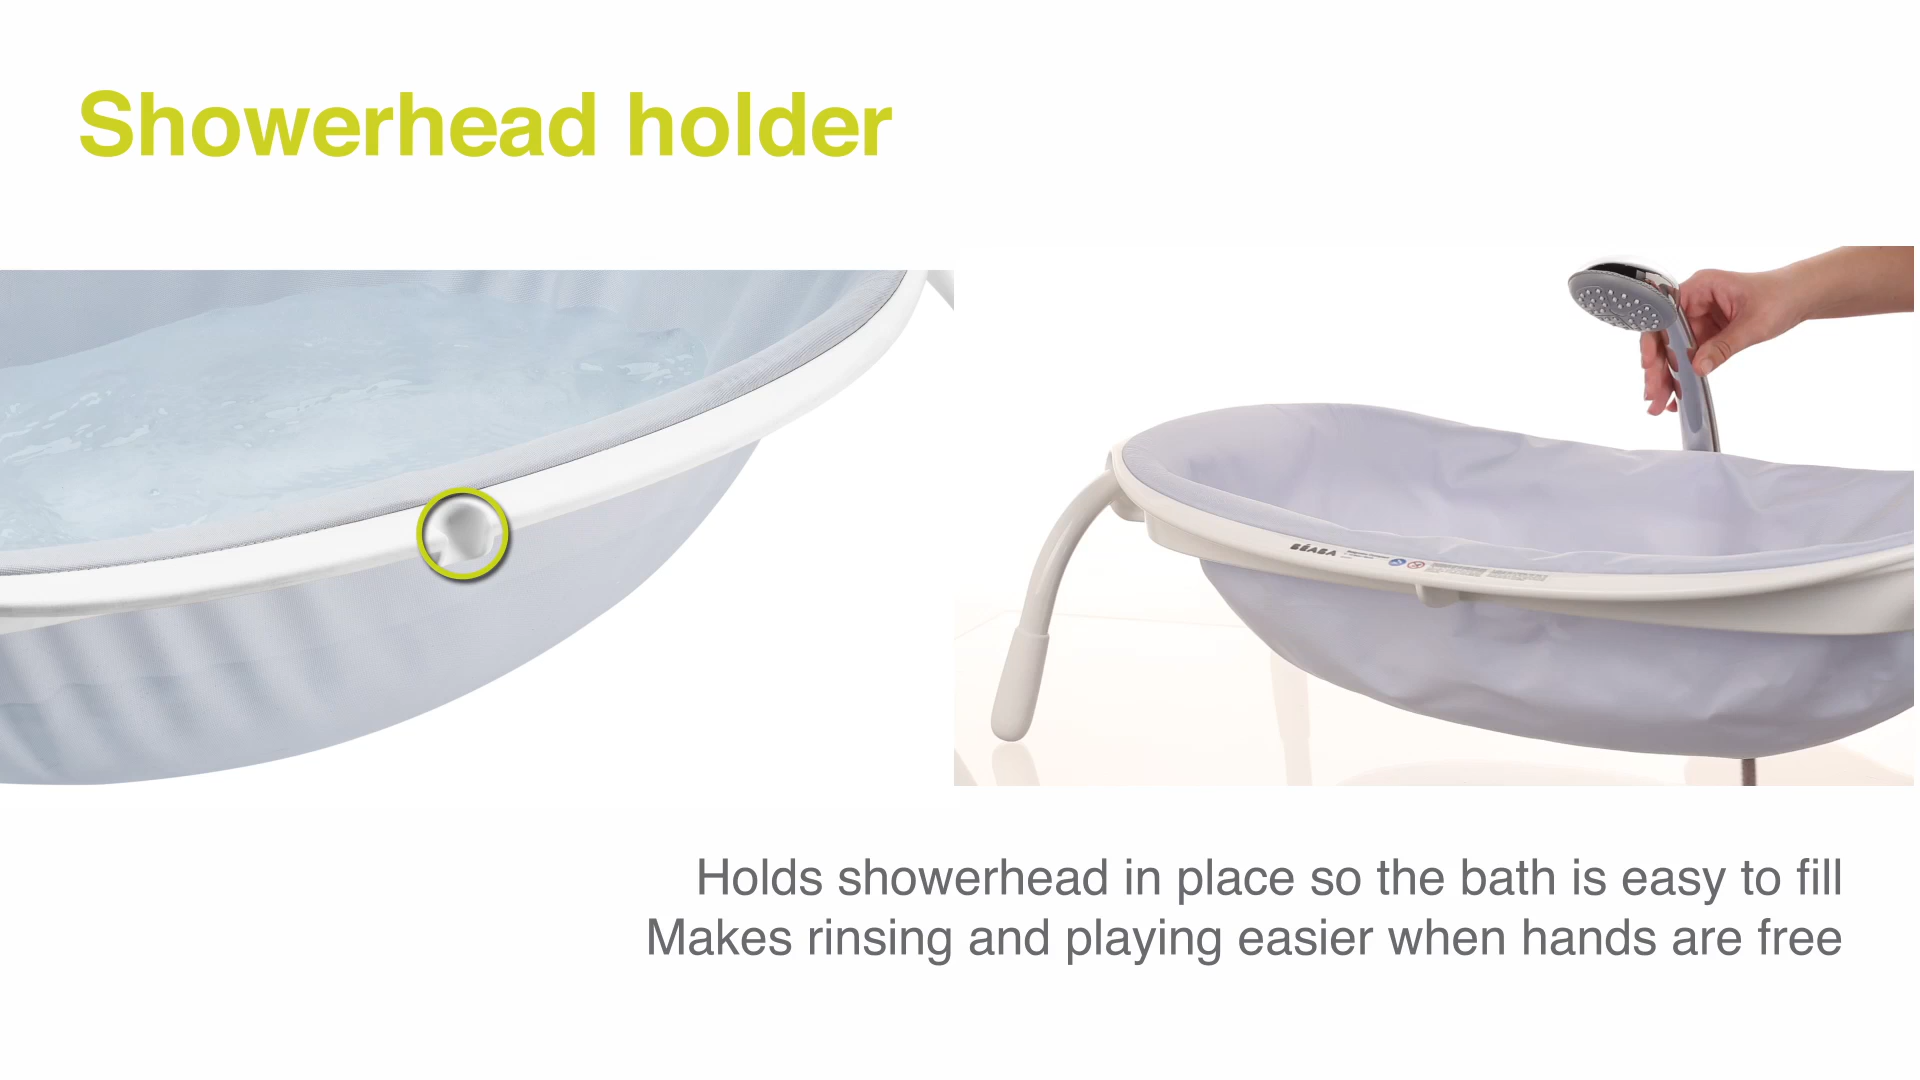 Showerhead holder
BÉABA
Holds showerhead in place so the bath is easy to fill
Makes rinsing and playing easier when hands are free